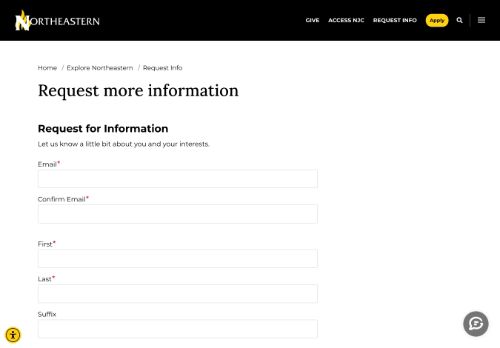 NORTHEASTERN
GIVE ACCESS NJC REQUEST INFO Apply
Home / Explore Northeastern / Request Info
Request more information
Request for Information
Let us know a little bit about you and your interests.
Email*
Confirm Email*
First*
Last*
Suffix